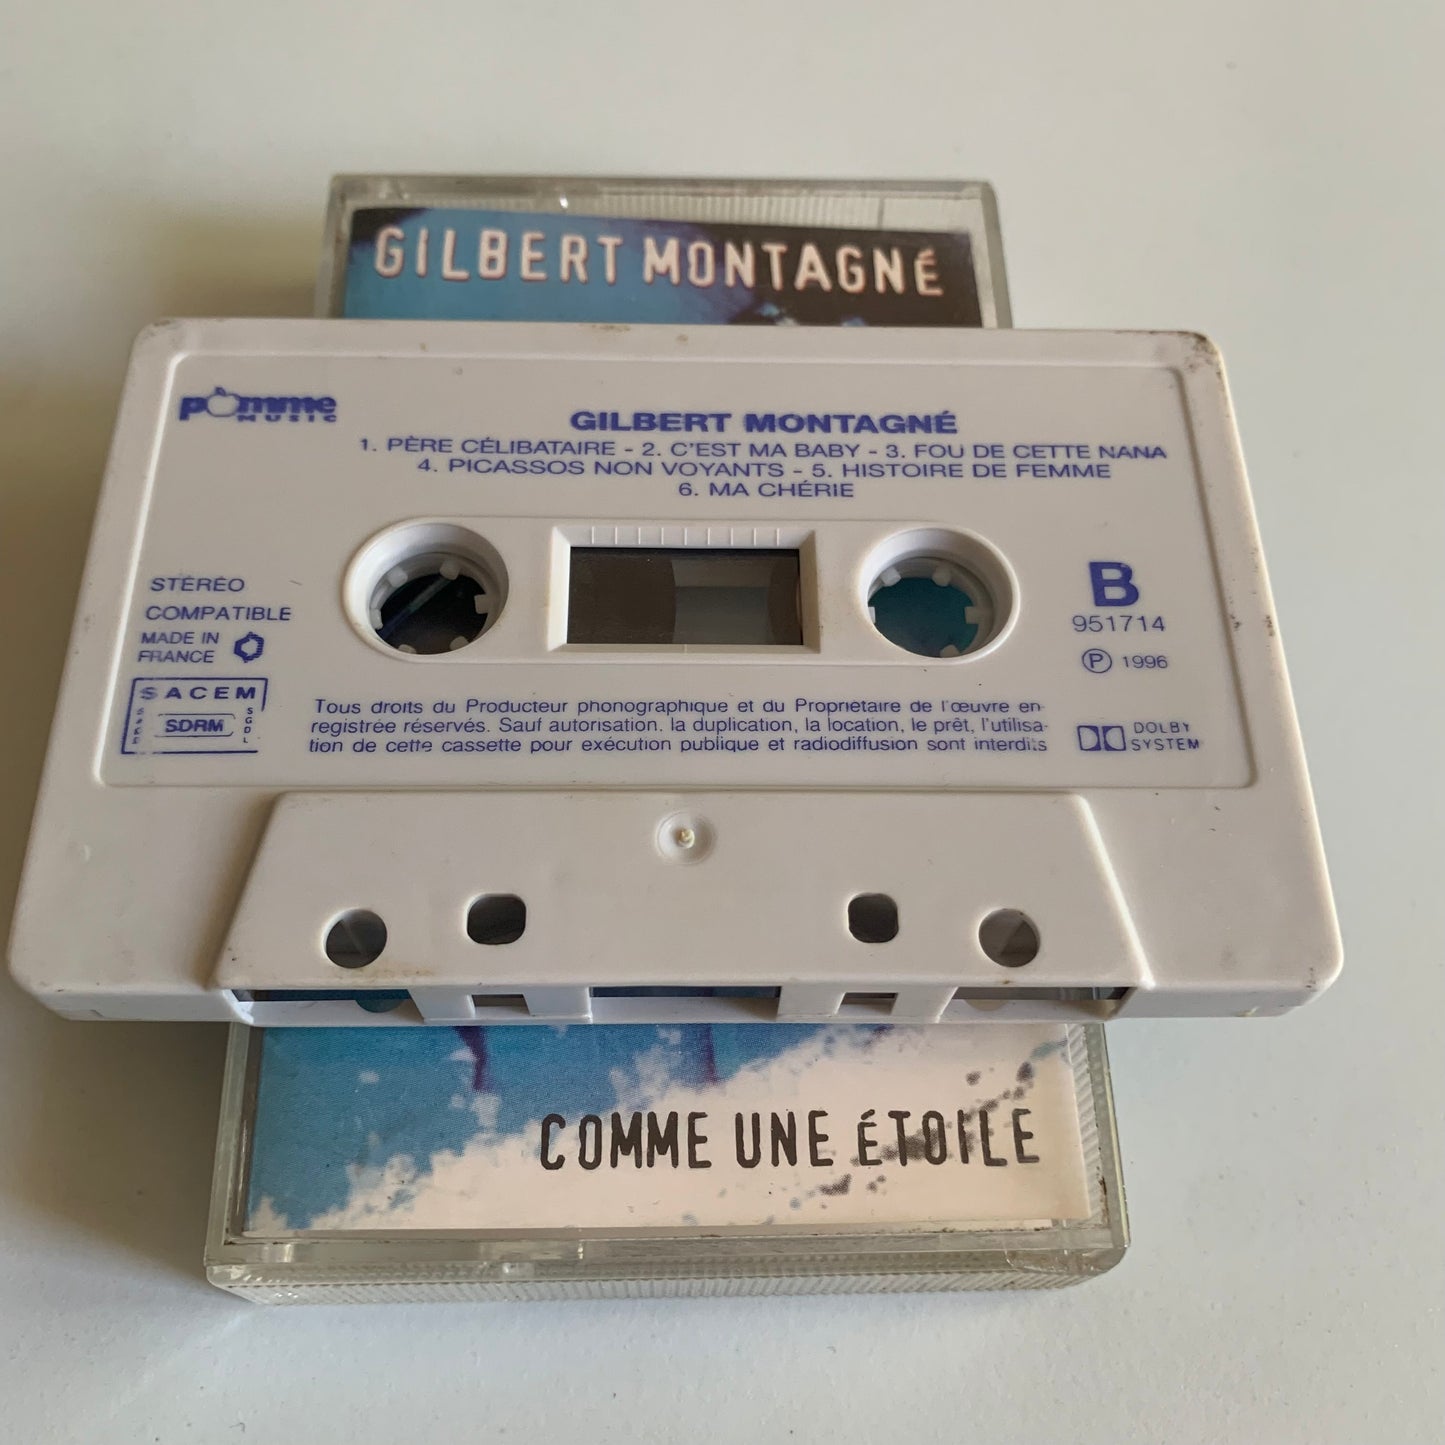 GILBERT MONTAGNÉ
pomme
MUSIC
GILBERT MONTAGNÉ
1. PÈRE CÉLIBATAIRE - 2. C'EST MA BABY - 3. FOU DE CETTE NANA
4. PICASSOS NON VOYANTS - 5. HISTOIRE DE FEMME
6. MA CHÉRIE
STÉRÉO
COMPATIBLE
MADE IN
FRANCE
B
951714
Ⓟ 1996
SACEM
SDRM
SGDL
Tous droits du Producteur phonographique et du Propriétaire de l'œuvre en-
registrée réservés. Sauf autorisation, la duplication, la location, le prêt, l'utilisa-
tion de cette cassette pour exécution publique et radiodiffusion sont interdits
DOLBY
SYSTEM
COMME UNE ÉTOILE